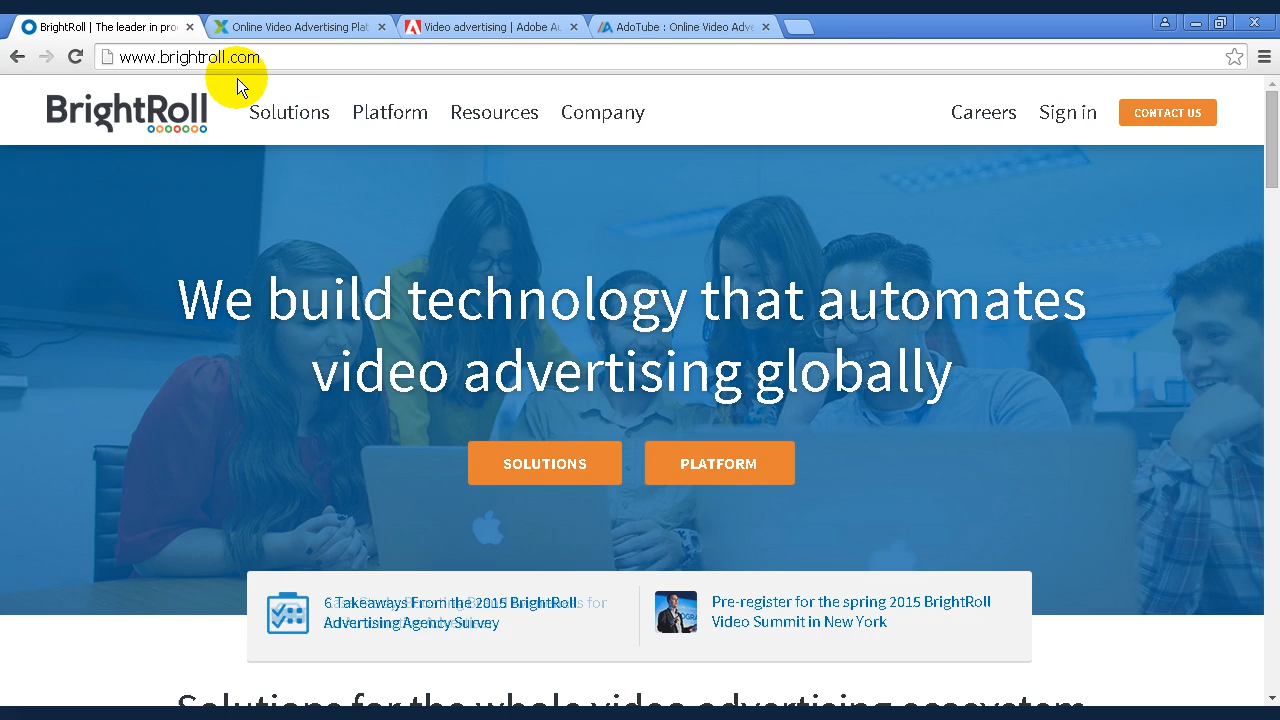 BrightRoll | The leader in pro
Online Video Advertising Plat
Video advertising | Adobe Au
AdoTube : Online Video Adve
www.brightroll.com
BrightRoll
Solutions
Platform
Resources
Company
Careers
Sign in
CONTACT US
We build technology that automates
video advertising globally
SOLUTIONS
PLATFORM
6 Takeaways From the 2015 BrightRoll
Advertising Agency Survey
Pre-register for the spring 2015 BrightRoll
Video Summit in New York
Solutions for the whole video advertising ecosystem